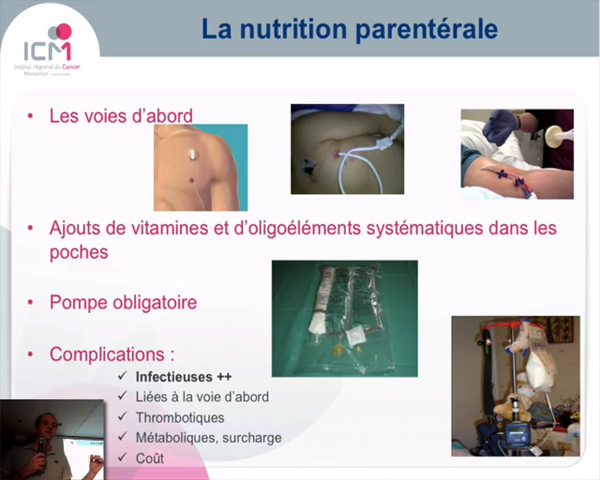 La nutrition parentérale
ICM
Institut régional du Cancer
Montpellier
• Les voies d'abord
• Ajouts de vitamines et d'oligoéléments systématiques dans les
poches
• Pompe obligatoire
• Complications :
✓ Infectieuses ++
✓ Liées à la voie d'abord
✓ Thrombotiques
✓ Métaboliques, surcharge
✓ Coût